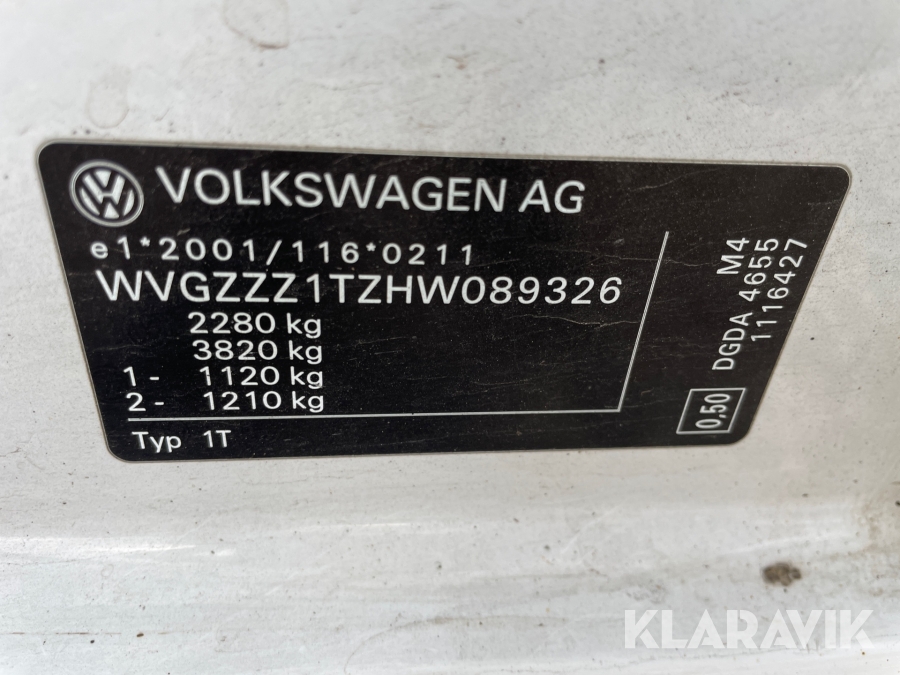 VOLKSWAGEN AG
e1*2001/116*0211
WVGZZZ1TZHW089326
2280 kg
3820 kg
1- 1120 kg
2- 1210 kg
Typ 1T
M4
DGDA 4655
1116427
0,50
KLARAVIK